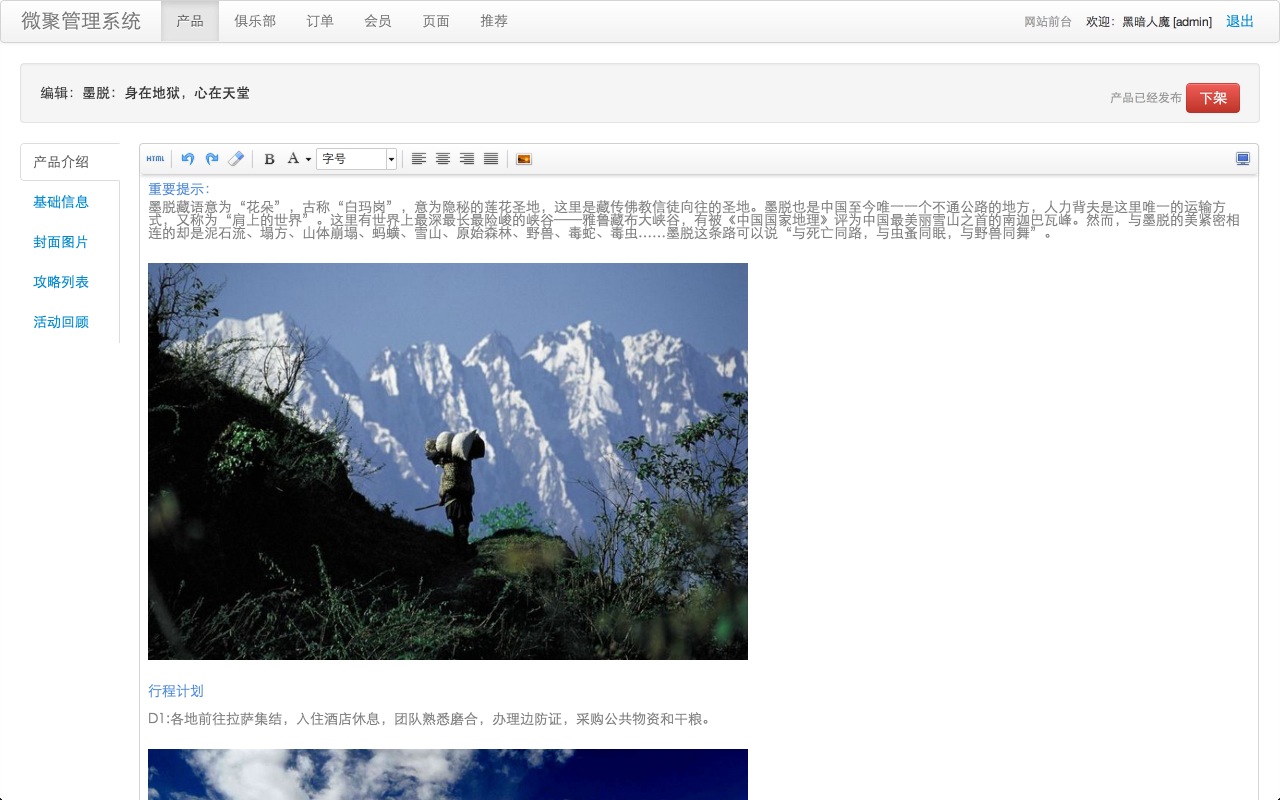 微聚管理系统 产品 俱乐部 订单 会员 页面 推荐 网站前台 欢迎：黑暗人魔 [admin] 退出
编辑：墨脱：身在地狱，心在天堂
产品已经发布 下架
产品介绍
基础信息
封面图片
攻略列表
活动回顾
HTML B A 字号
重要提示：
墨脱藏语意为“花朵”，古称“白玛岗”，意为隐秘的莲花圣地，这里是藏传佛教信徒向往的圣地。墨脱也是中国至今唯一一个不通公路的地方，人力背夫是这里唯一的运输方
式，又称为“肩上的世界”。这里有世界上最深最长最险峻的峡谷——雅鲁藏布大峡谷，有被《中国国家地理》评为中国最美丽雪山之首的南迦巴瓦峰。然而，与墨脱的美紧密相
连的却是泥石流、塌方、山体崩塌、蚂蟥、雪山、原始森林、野兽、毒蛇、毒虫……墨脱这条路可以说“与死亡同路，与虫蚤同眠，与野兽同舞”。
行程计划
D1:各地前往拉萨集结，入住酒店休息，团队熟悉磨合，办理边防证，采购公共物资和干粮。